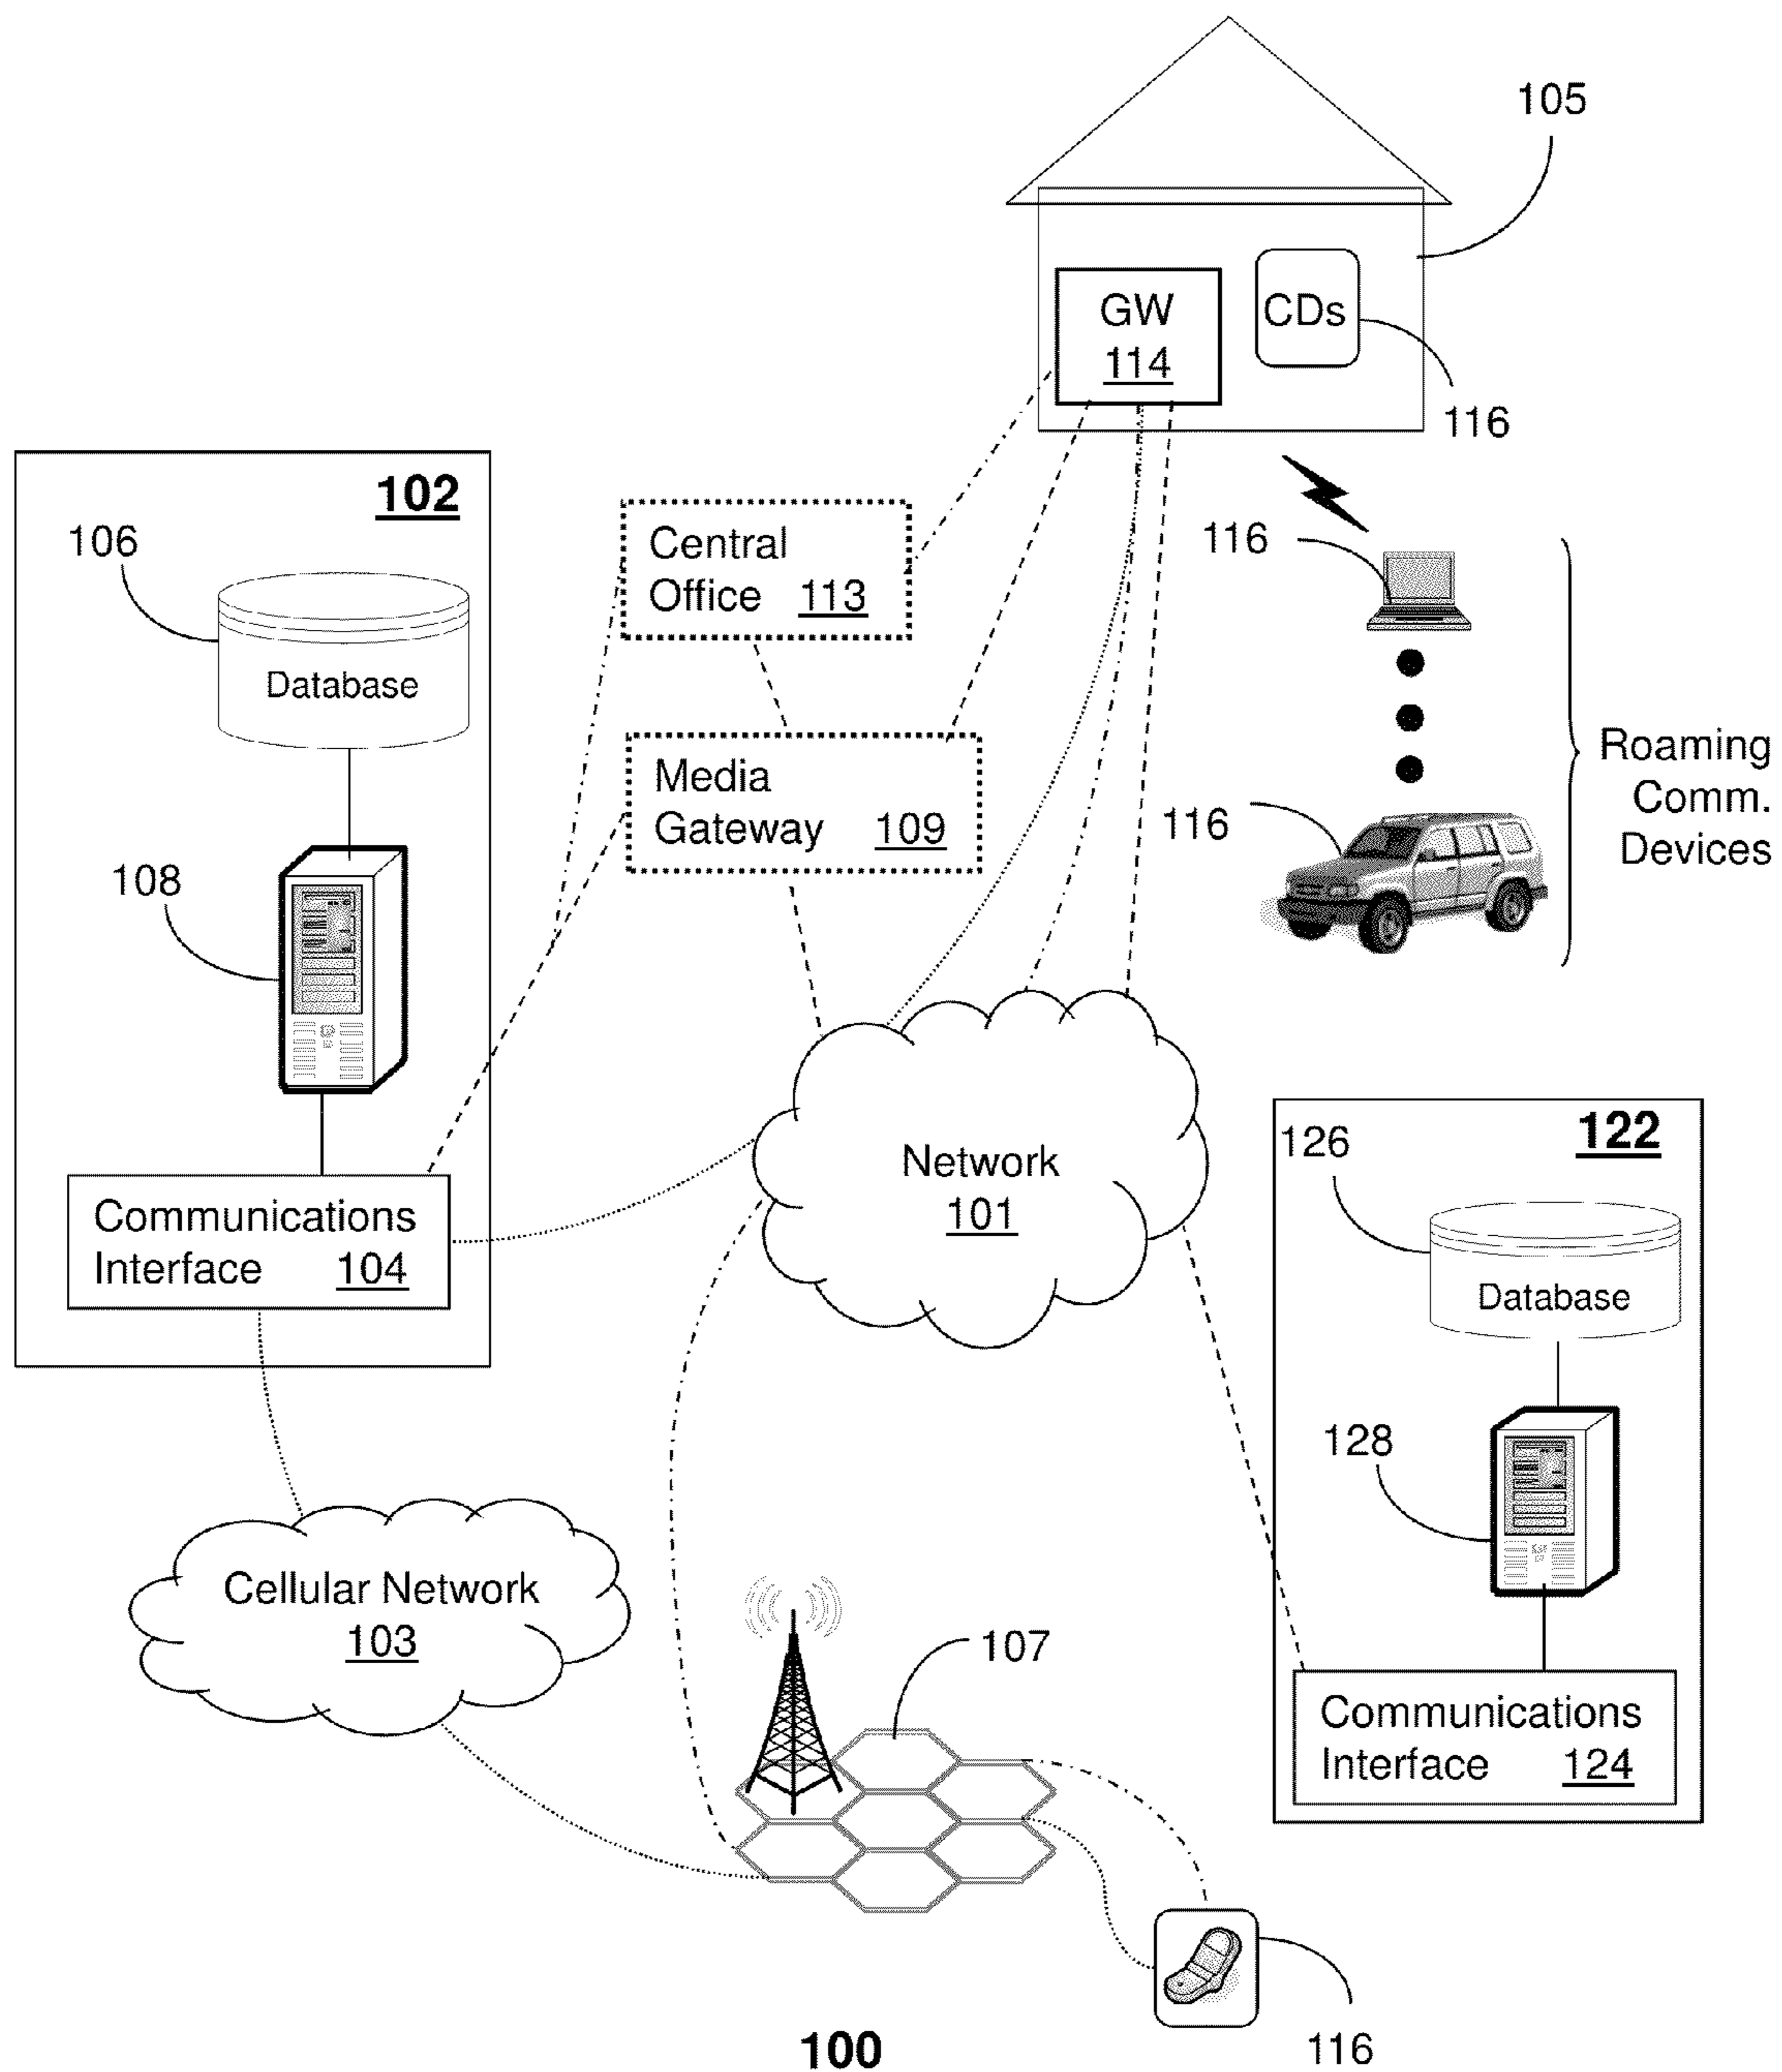 105
GW
114
CDs
116
102
106
Database
Central
Office 113
116
Media
Gateway 109
116
Roaming
Comm.
Devices
108
Network
101
122
126
Database
Communications
Interface 104
128
Cellular Network
103
107
Communications
Interface 124
100
116